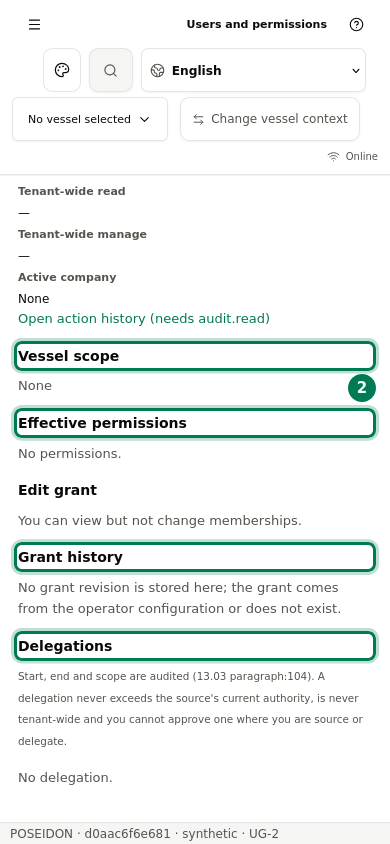 Users and permissions
English
No vessel selected
Change vessel context
Online
Tenant-wide read
—
Tenant-wide manage
—
Active company
None
Open action history (needs audit.read)
Vessel scope
None
2
Effective permissions
No permissions.
Edit grant
You can view but not change memberships.
Grant history
No grant revision is stored here; the grant comes
from the operator configuration or does not exist.
Delegations
Start, end and scope are audited (13.03 paragraph:104). A
delegation never exceeds the source's current authority, is never
tenant-wide and you cannot approve one where you are source or
delegate.
No delegation.
POSEIDON · d0aac6f6e681 · synthetic · UG-2